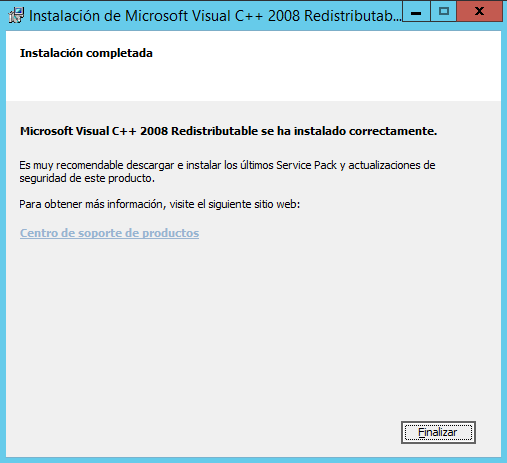 Instalación de Microsoft Visual C++ 2008 Redistributab...
Instalación completada
Microsoft Visual C++ 2008 Redistributable se ha instalado correctamente.
Es muy recomendable descargar e instalar los últimos Service Pack y actualizaciones de
seguridad de este producto.
Para obtener más información, visite el siguiente sitio web:
Centro de soporte de productos
Finalizar